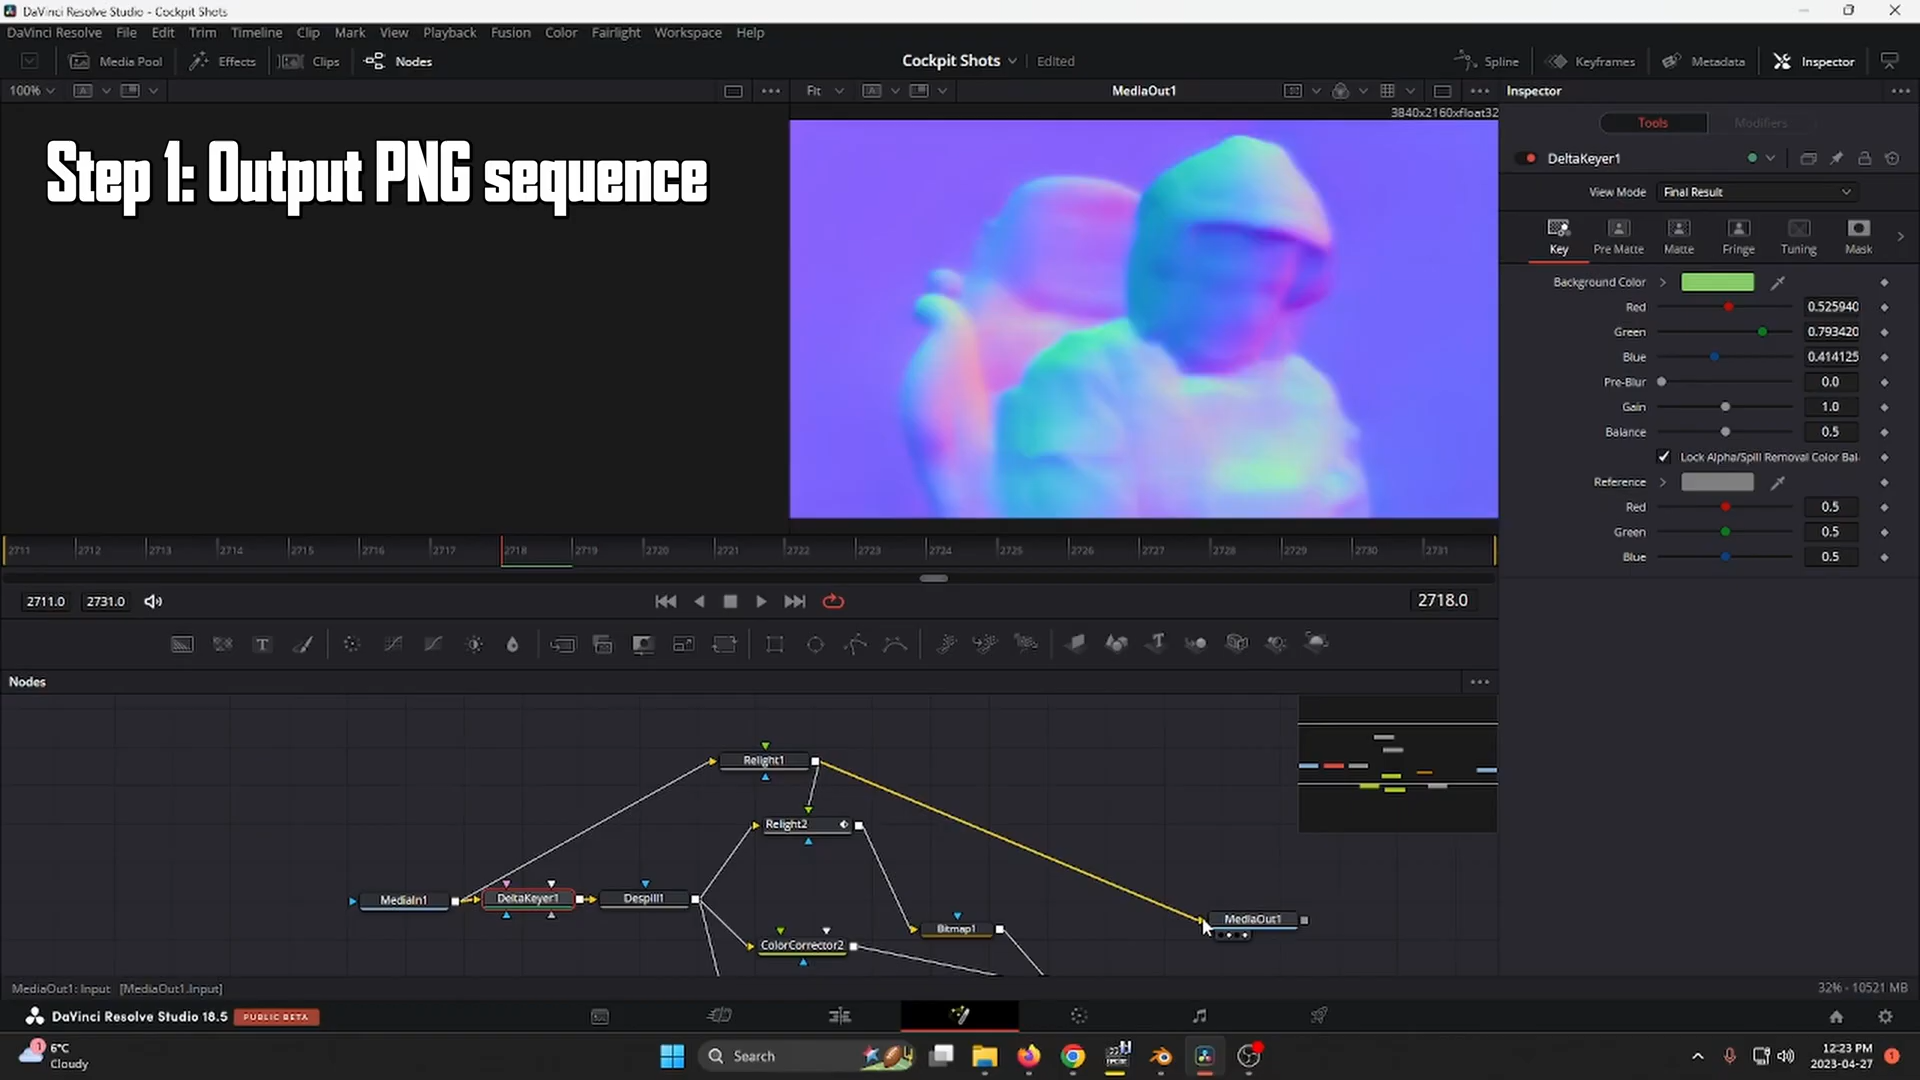 DaVinci Resolve Studio - Cockpit Shots
DaVinci Resolve File Edit Trim Timeline Clip Mark View Playback Fusion Color Fairlight Workspace Help
Media Pool Effects Clips Nodes Cockpit Shots Edited Spline Keyframes Metadata Inspector
100% Fit MediaOut1 Inspector
3840x2160xfloat32
Tools Modifiers
Step 1: Output PNG sequence
DeltaKeyer1
View Mode Final Result
Key Pre Matte Matte Fringe Tuning Mask
Background Color
Red 0.525940
Green 0.793420
Blue 0.414125
Pre-Blur 0.0
Gain 1.0
Balance 0.5
Lock Alpha/Spill Removal Color Bal
Reference
Red 0.5
Green 0.5
Blue 0.5
2711 2712 2713 2714 2715 2716 2717 2718 2719 2720 2721 2722 2723 2724 2725 2726 2727 2728 2729 2730 2731
2711.0 2731.0 2718.0
T T
Nodes
Relight1
Relight2
MediaIn1 DeltaKeyer1 Despill1
MediaOut1
Bitmap1
ColorCorrector2
MediaOut1: Input [MediaOut1.Input] 32% - 10521 MB
DaVinci Resolve Studio 18.5 PUBLIC BETA
1 6°C
Cloudy
Search
12:23 PM
2023-04-27
1